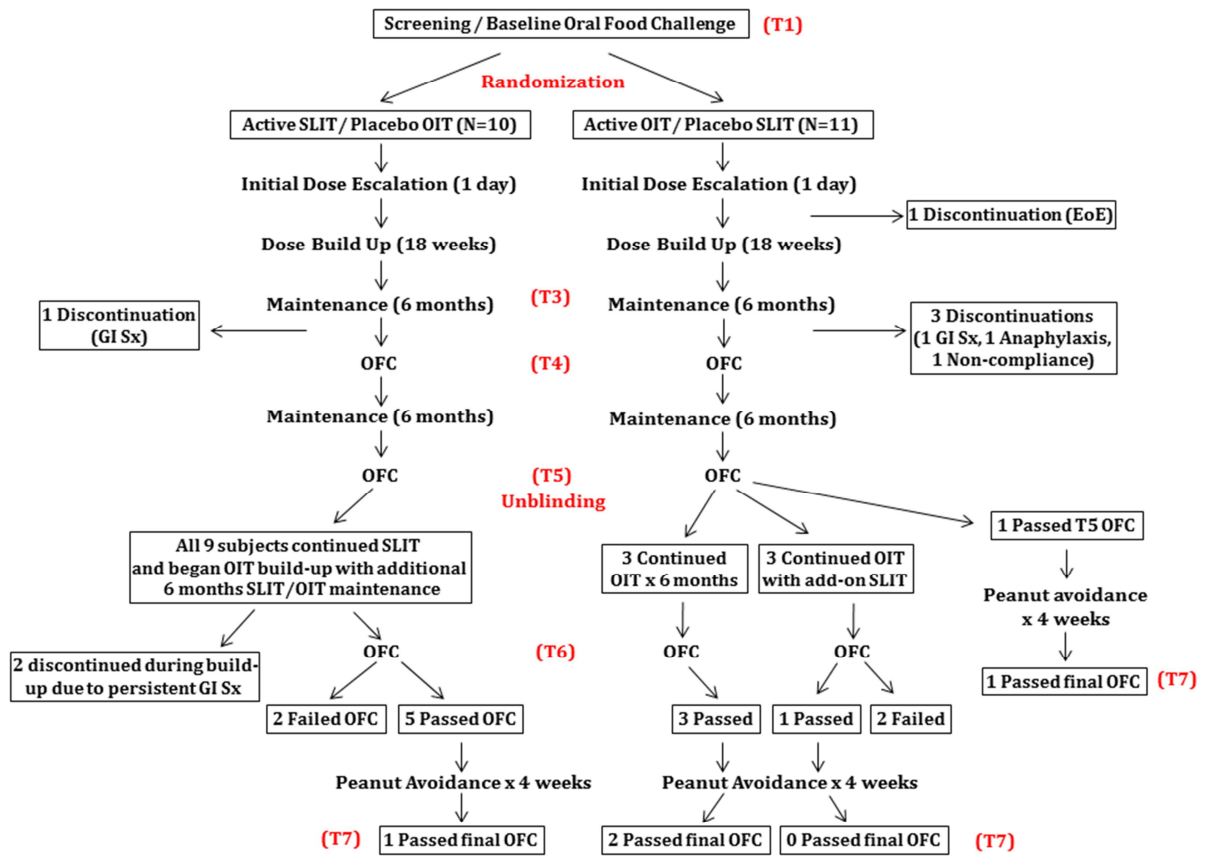 Screening / Baseline Oral Food Challenge
(T1)
Randomization
Active SLIT / Placebo OIT (N=10)
Active OIT / Placebo SLIT (N=11)
Initial Dose Escalation (1 day)
Initial Dose Escalation (1 day)
1 Discontinuation (EoE)
Dose Build Up (18 weeks)
Dose Build Up (18 weeks)
(T3)
Maintenance (6 months)
Maintenance (6 months)
1 Discontinuation
(GI Sx)
3 Discontinuations
(1 GI Sx, 1 Anaphylaxis,
1 Non-compliance)
OFC
(T4)
OFC
Maintenance (6 months)
Maintenance (6 months)
OFC
(T5)
OFC
Unblinding
1 Passed T5 OFC
All 9 subjects continued SLIT
and began OIT build-up with additional
6 months SLIT/OIT maintenance
3 Continued
OIT x 6 months
3 Continued OIT
with add-on SLIT
Peanut avoidance
x 4 weeks
2 discontinued during build-
up due to persistent GI Sx
OFC
(T6)
OFC
OFC
1 Passed final OFC
(T7)
2 Failed OFC
5 Passed OFC
3 Passed
1 Passed
2 Failed
Peanut Avoidance x 4 weeks
Peanut Avoidance x 4 weeks
(T7)
1 Passed final OFC
2 Passed final OFC
0 Passed final OFC
(T7)